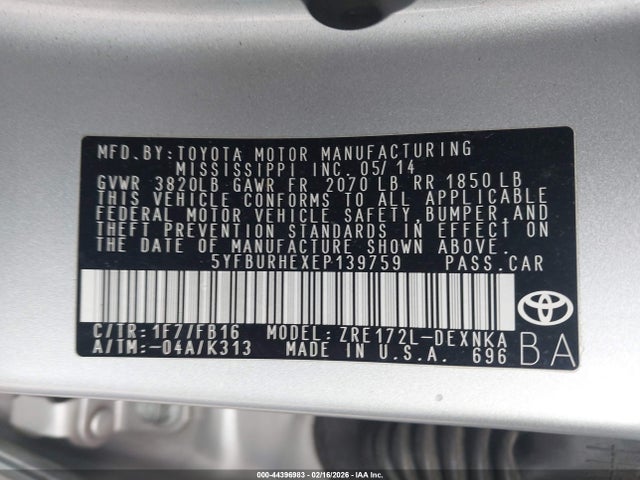 MFD. BY: TOYOTA MOTOR MANUFACTURING
MISSISSIPPI INC. 05/14
GVWR 3820LB GAWR FR 2070 LB RR 1850 LB
THIS VEHICLE CONFORMS TO ALL APPLICABLE
FEDERAL MOTOR VEHICLE SAFETY, BUMPER, AND
THEFT PREVENTION STANDARDS IN EFFECT ON
THE DATE OF MANUFACTURE SHOWN ABOVE.
5YFBURHEXEP139759 PASS. CAR
C/TR: 1F7/FB16 MODEL: ZRE172L-DEXNKA
A/TM: -04A/K313 MADE IN U.S.A. 696 BA
000-44396983 - 02/16/2026 - IAA Inc.